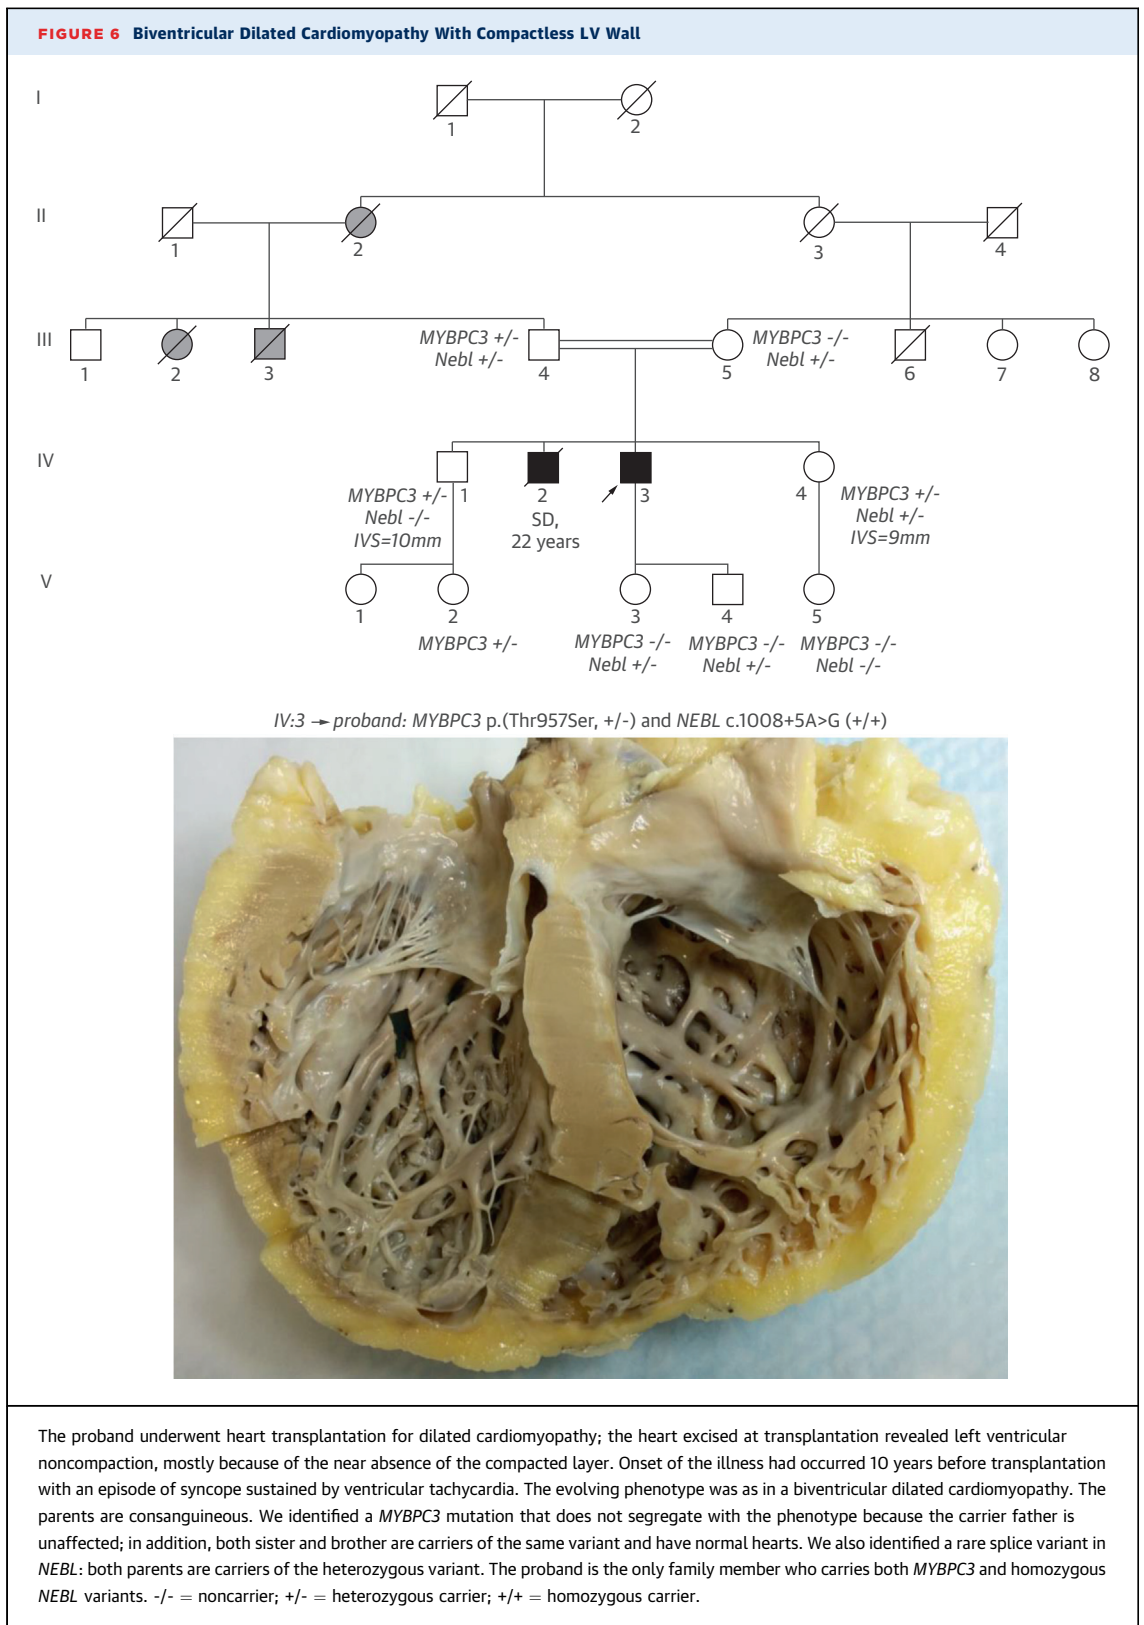 FIGURE 6 Biventricular Dilated Cardiomyopathy With Compactless LV Wall
I
1
2
II
1
2
3
4
III
1
2
3
MYBPC3 +/-
Nebl +/-
4
5
MYBPC3 -/-
Nebl +/-
6
7
8
IV
1
MYBPC3 +/-
Nebl -/-
IVS=10mm
2
SD,
22 years
3
4
MYBPC3 +/-
Nebl +/-
IVS=9mm
V
1
2
MYBPC3 +/-
3
MYBPC3 -/-
Nebl +/-
4
MYBPC3 -/-
Nebl +/-
5
MYBPC3 -/-
Nebl -/-
IV:3 → proband: MYBPC3 p.(Thr957Ser, +/-) and NEBL c.1008+5A>G (+/+)
The proband underwent heart transplantation for dilated cardiomyopathy; the heart excised at transplantation revealed left ventricular
noncompaction, mostly because of the near absence of the compacted layer. Onset of the illness had occurred 10 years before transplantation
with an episode of syncope sustained by ventricular tachycardia. The evolving phenotype was as in a biventricular dilated cardiomyopathy. The
parents are consanguineous. We identified a MYBPC3 mutation that does not segregate with the phenotype because the carrier father is
unaffected; in addition, both sister and brother are carriers of the same variant and have normal hearts. We also identified a rare splice variant in
NEBL: both parents are carriers of the heterozygous variant. The proband is the only family member who carries both MYBPC3 and homozygous
NEBL variants. -/- = noncarrier; +/- = heterozygous carrier; +/+ = homozygous carrier.